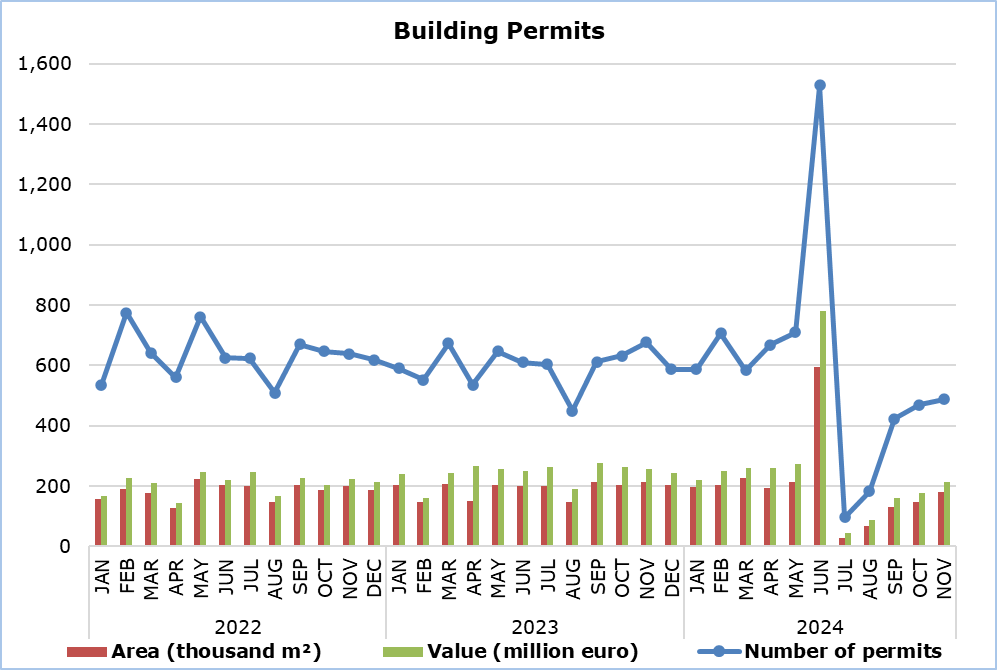 Building Permits
1,600
1,400
1,200
1,000
800
600
400
200
0
JAN FEB MAR APR MAY JUN JUL AUG SEP OCT NOV DEC JAN FEB MAR APR MAY JUN JUL AUG SEP OCT NOV DEC JAN FEB MAR APR MAY JUN JUL AUG SEP OCT NOV
2022 2023 2024
Area (thousand m²) Value (million euro) Number of permits